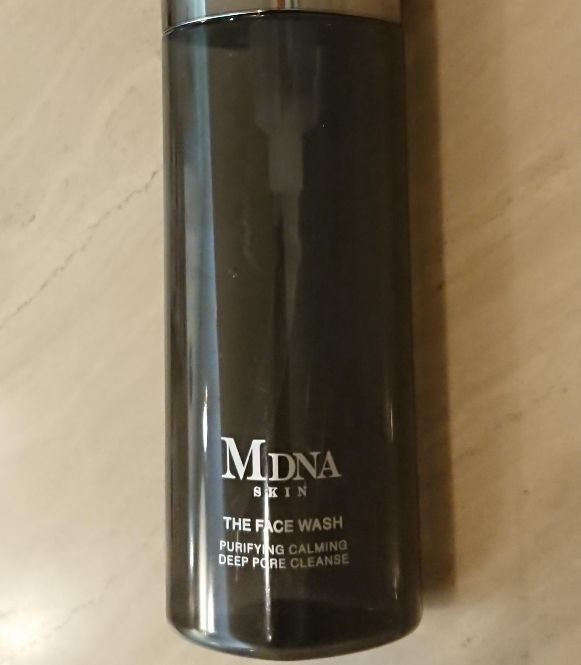 MDNA
SKIN
THE FACE WASH
PURIFYING CALMING
DEEP PORE CLEANSE